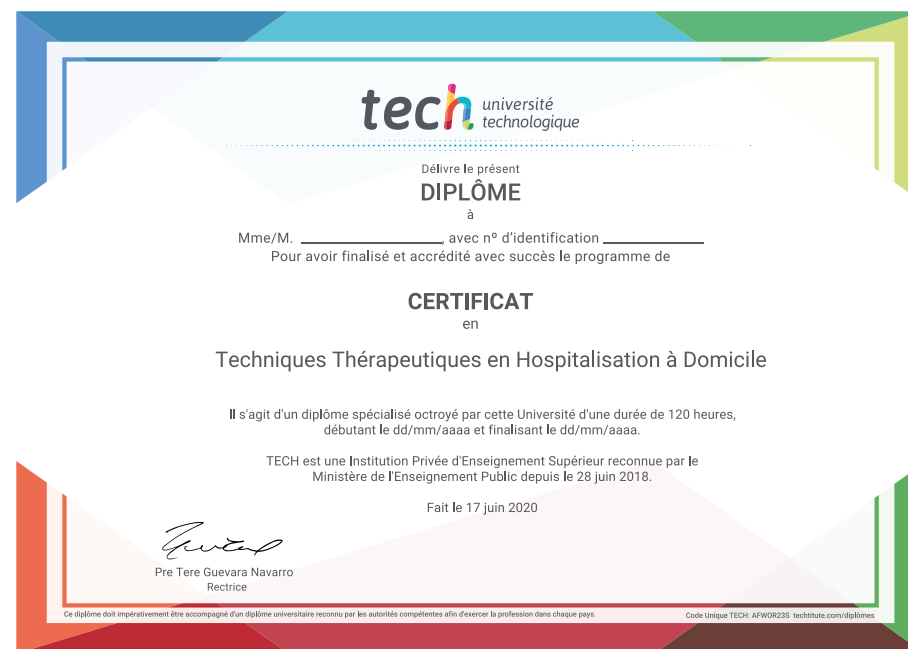 tech université
technologique
Délivre le présent
DIPLÔME
à
Mme/M. ____________________, avec nº d'identification ______________
Pour avoir finalisé et accrédité avec succès le programme de
CERTIFICAT
en
Techniques Thérapeutiques en Hospitalisation à Domicile
Il s'agit d'un diplôme spécialisé octroyé par cette Université d'une durée de 120 heures,
débutant le dd/mm/aaaa et finalisant le dd/mm/aaaa.
TECH est une Institution Privée d'Enseignement Supérieur reconnue par le
Ministère de l'Enseignement Public depuis le 28 juin 2018.
Fait le 17 juin 2020
Pre Tere Guevara Navarro
Rectrice
Ce diplôme doit impérativement être accompagné d'un diplôme universitaire reconnu par les autorités compétentes afin d'exercer la profession dans chaque pays.
Code Unique TECH: AFWOR23S techtitute.com/diplômes